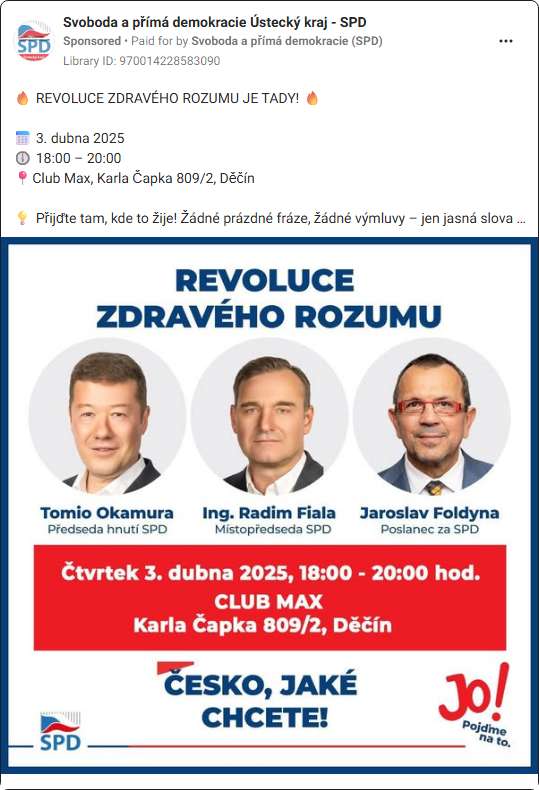 Svoboda a přímá demokracie Ústecký kraj - SPD
Sponsored • Paid for by Svoboda a přímá demokracie (SPD)
Library ID: 970014228583090
🔥 REVOLUCE ZDRAVÉHO ROZUMU JE TADY! 🔥
📅 3. dubna 2025
🕕 18:00 – 20:00
📍Club Max, Karla Čapka 809/2, Děčín
💡 Přijďte tam, kde to žije! Žádné prázdné fráze, žádné výmluvy – jen jasná slova ...
REVOLUCE
ZDRAVÉHO ROZUMU
Tomio Okamura
Předseda hnutí SPD
Ing. Radim Fiala
Místopředseda SPD
Jaroslav Foldyna
Poslanec za SPD
Čtvrtek 3. dubna 2025, 18:00 - 20:00 hod.
CLUB MAX
Karla Čapka 809/2, Děčín
ČESKO, JAKÉ
CHCETE!
SPD
Jo!
Pojďme
na to.